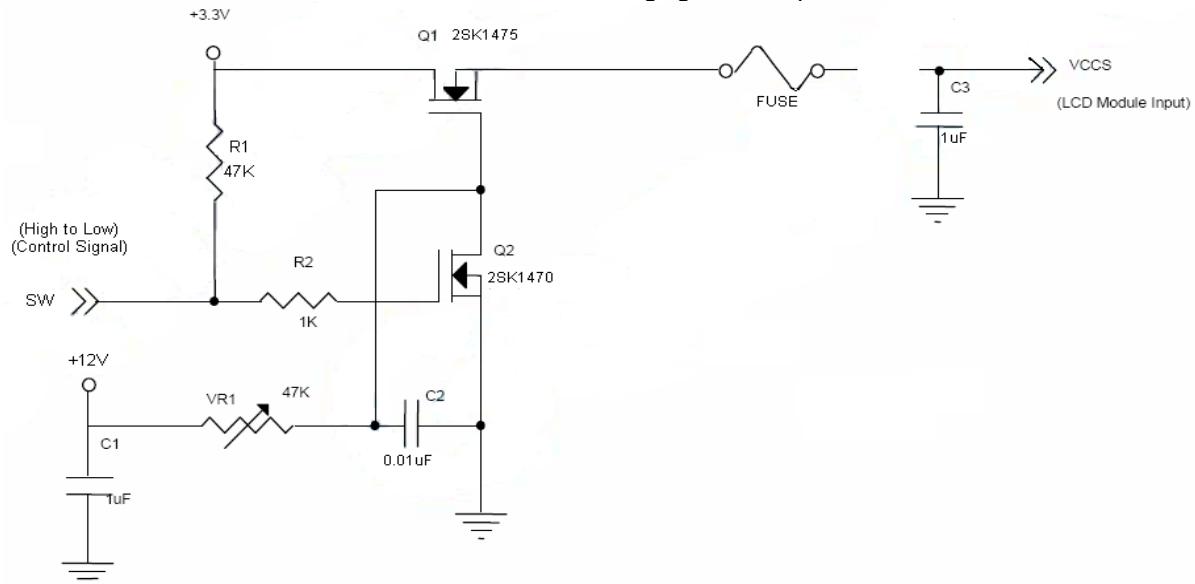 +3.3V
Q1 2SK1475
FUSE
VCCS
C3
(LCD Module Input)
1uF
R1
47K
(High to Low)
(Control Signal)
Q2
R2
2SK1470
SW
1K
+12V
VR1
47K
C2
C1
0.01uF
1uF